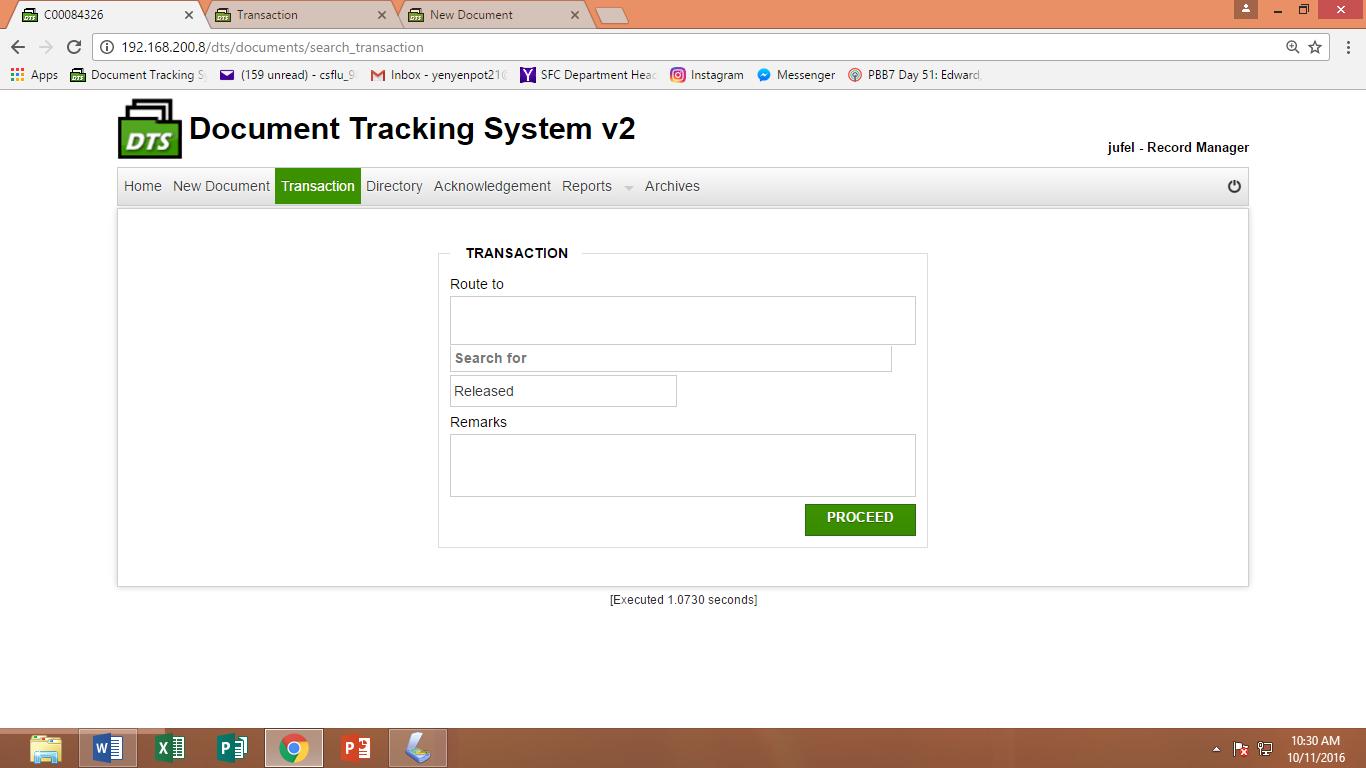 C00084326 Transaction New Document
192.168.200.8/dts/documents/search_transaction
Apps Document Tracking S (159 unread) - csflu_9 Inbox - yenyenpot21@ SFC Department Head Instagram Messenger PBB7 Day 51: Edward,
DTS Document Tracking System v2
jufel - Record Manager
Home New Document Transaction Directory Acknowledgement Reports Archives
TRANSACTION
Route to
Search for
Released
Remarks
PROCEED
[Executed 1.0730 seconds]
10:30 AM
10/11/2016